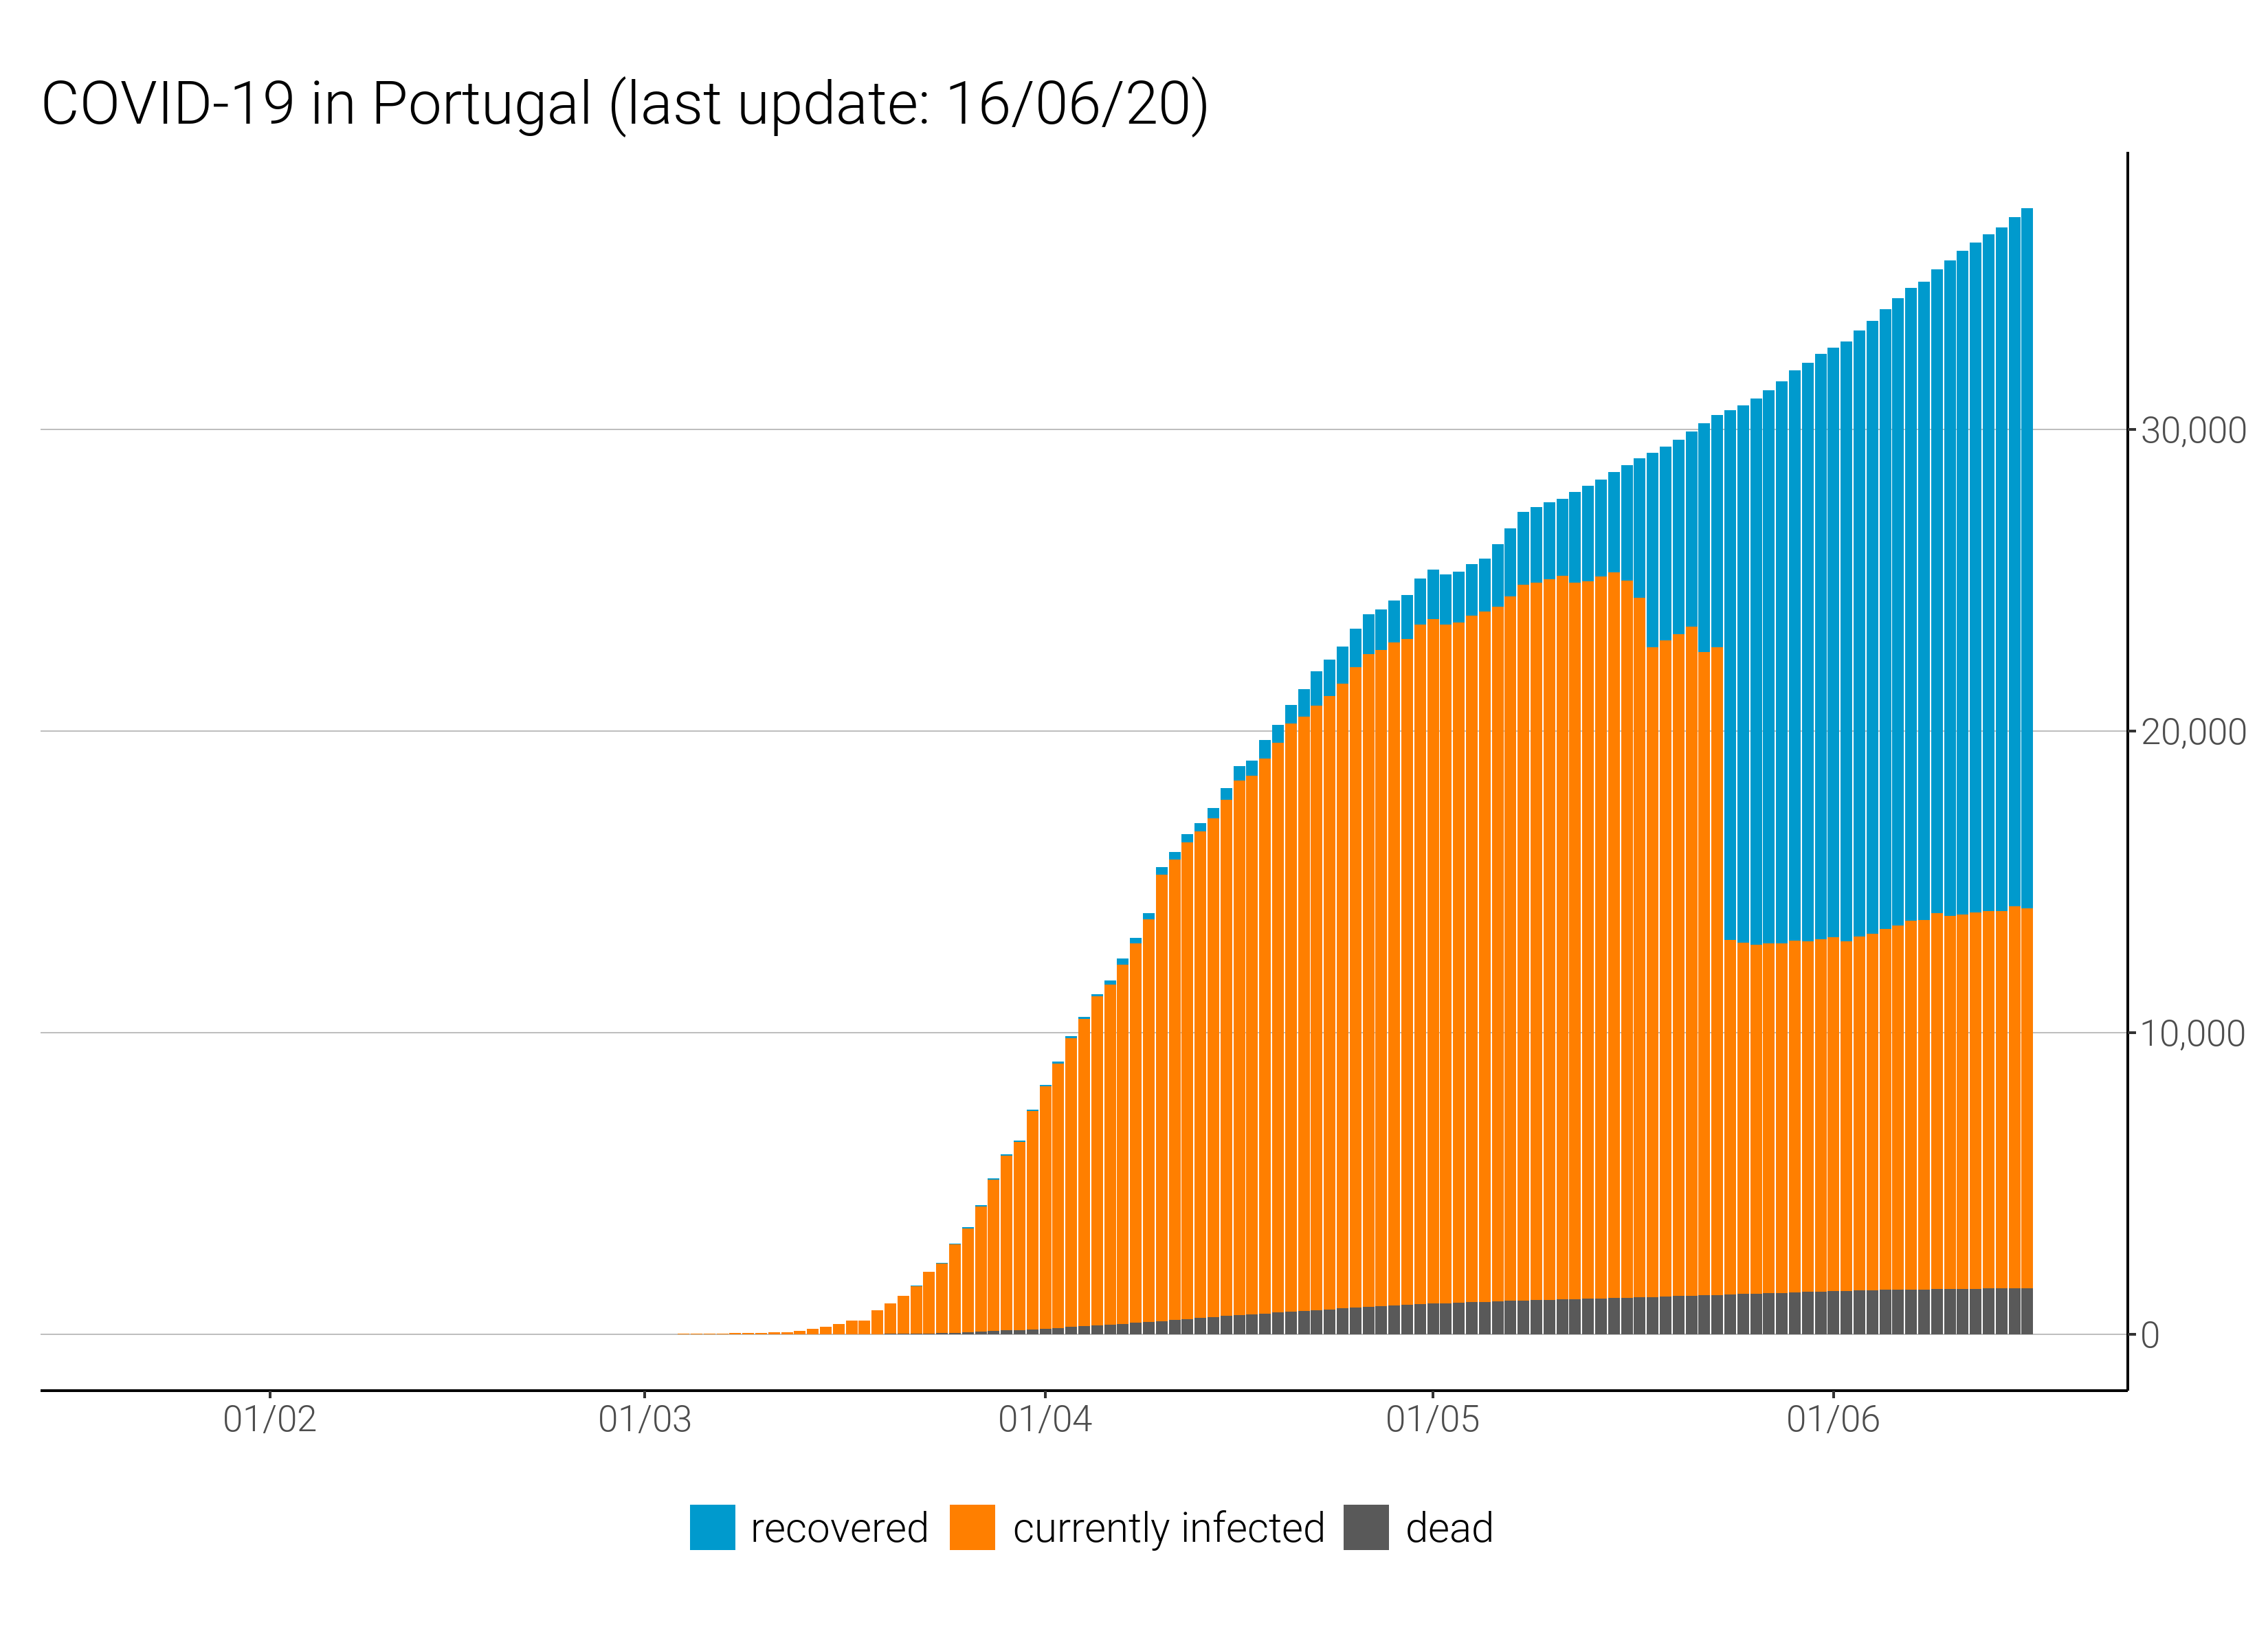 COVID-19 in Portugal (last update: 16/06/20)
30,000
20,000
10,000
0
01/02 01/03 01/04 01/05 01/06
recovered currently infected dead